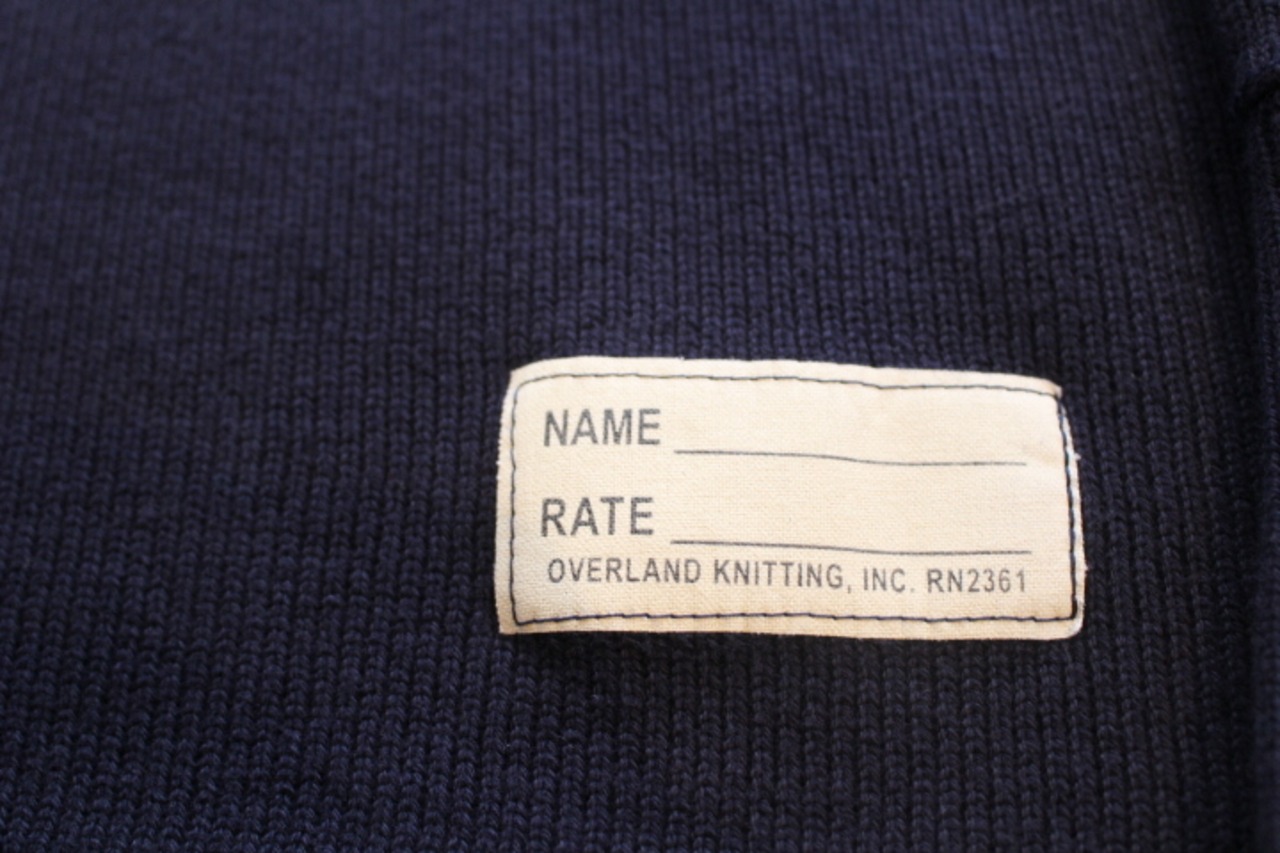 NAME
RATE
OVERLAND KNITTING, INC. RN2361